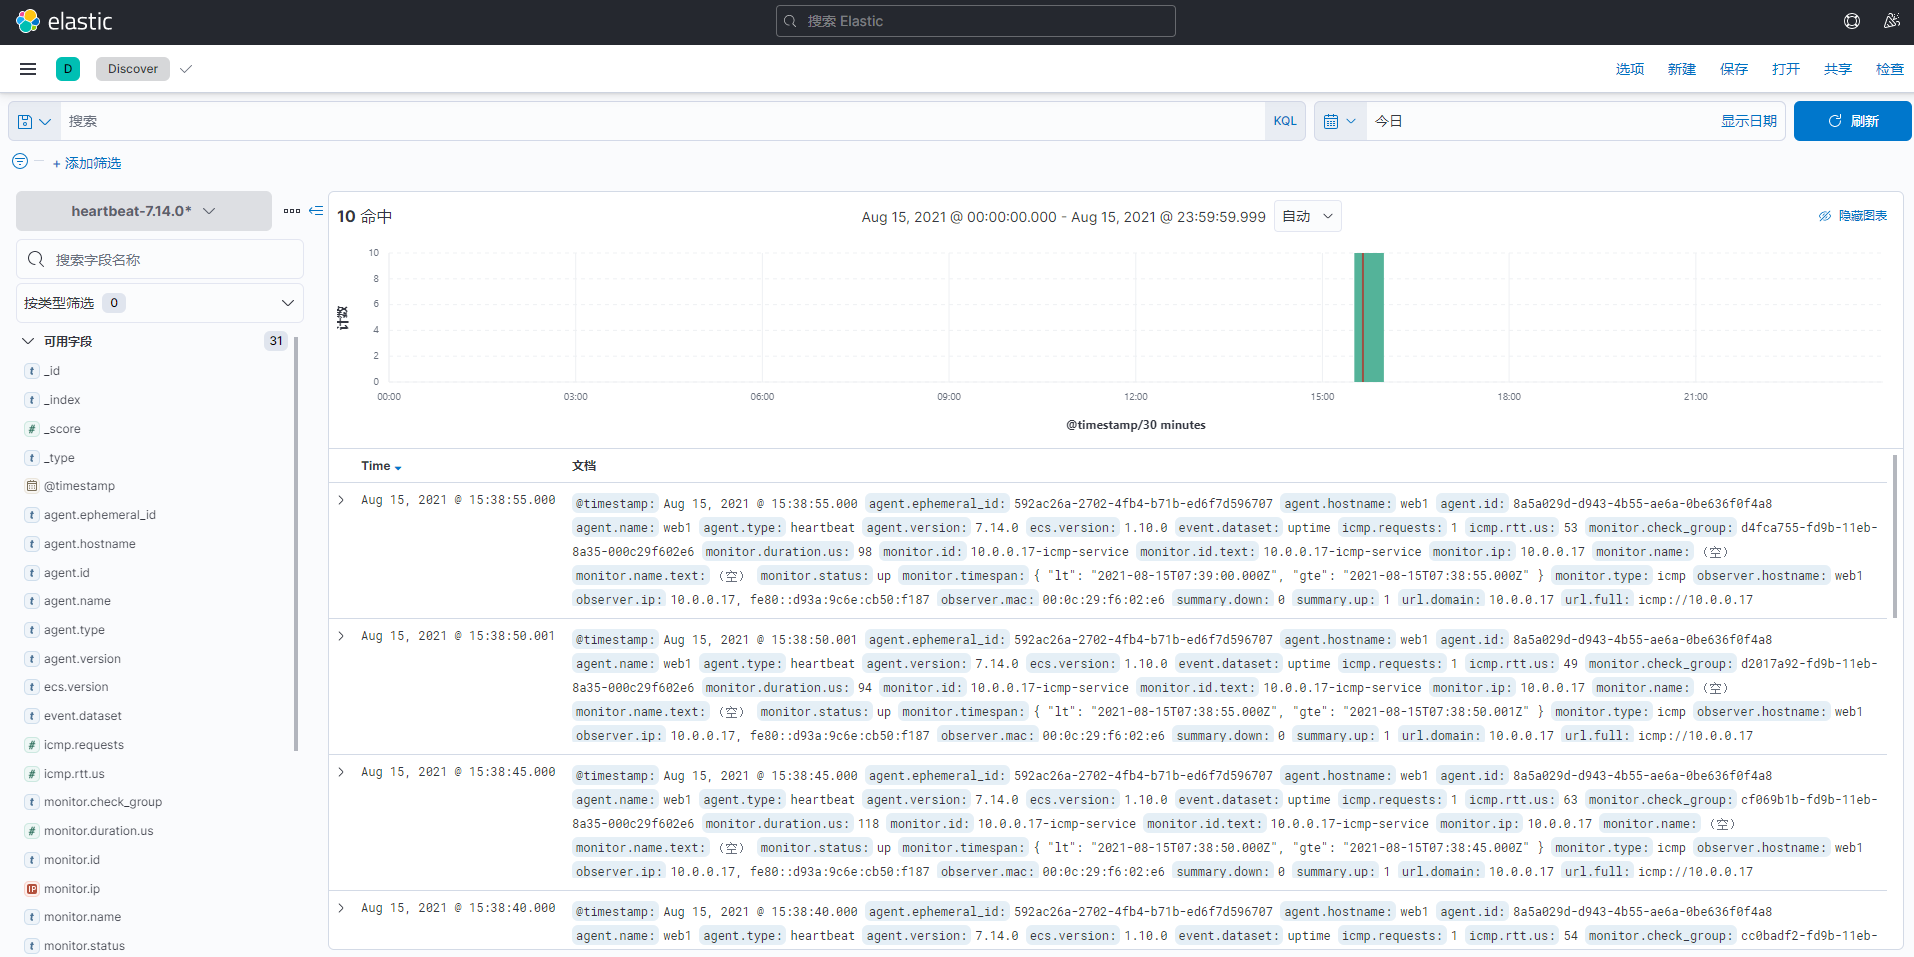 elastic
搜索 Elastic
D
Discover
选项 新建 保存 打开 共享 检查
搜索
KQL
今日
显示日期
刷新
+ 添加筛选
heartbeat-7.14.0*
搜索字段名称
按类型筛选 0
可用字段 31
_id
_index
_score
_type
@timestamp
agent.ephemeral_id
agent.hostname
agent.id
agent.name
agent.type
agent.version
ecs.version
event.dataset
icmp.requests
icmp.rtt.us
monitor.check_group
monitor.duration.us
monitor.id
monitor.ip
monitor.name
monitor.status
10 命中
Aug 15, 2021 @ 00:00:00.000 - Aug 15, 2021 @ 23:59:59.999
自动
隐藏图表
计数
10
8
6
4
2
0
00:00 03:00 06:00 09:00 12:00 15:00 18:00 21:00
@timestamp/30 minutes
Time 文档
Aug 15, 2021 @ 15:38:55.000
@timestamp: Aug 15, 2021 @ 15:38:55.000 agent.ephemeral_id: 592ac26a-2702-4fb4-b71b-ed6f7d596707 agent.hostname: web1 agent.id: 8a5a029d-d943-4b55-ae6a-0be636f0f4a8
agent.name: web1 agent.type: heartbeat agent.version: 7.14.0 ecs.version: 1.10.0 event.dataset: uptime icmp.requests: 1 icmp.rtt.us: 53 monitor.check_group: d4fca755-fd9b-11eb-
8a35-000c29f602e6 monitor.duration.us: 98 monitor.id: 10.0.0.17-icmp-service monitor.id.text: 10.0.0.17-icmp-service monitor.ip: 10.0.0.17 monitor.name: （空）
monitor.name.text: （空） monitor.status: up monitor.timespan: { "lt": "2021-08-15T07:39:00.000Z", "gte": "2021-08-15T07:38:55.000Z" } monitor.type: icmp observer.hostname: web1
observer.ip: 10.0.0.17, fe80::d93a:9c6e:cb50:f187 observer.mac: 00:0c:29:f6:02:e6 summary.down: 0 summary.up: 1 url.domain: 10.0.0.17 url.full: icmp://10.0.0.17
Aug 15, 2021 @ 15:38:50.001
@timestamp: Aug 15, 2021 @ 15:38:50.001 agent.ephemeral_id: 592ac26a-2702-4fb4-b71b-ed6f7d596707 agent.hostname: web1 agent.id: 8a5a029d-d943-4b55-ae6a-0be636f0f4a8
agent.name: web1 agent.type: heartbeat agent.version: 7.14.0 ecs.version: 1.10.0 event.dataset: uptime icmp.requests: 1 icmp.rtt.us: 49 monitor.check_group: d2017a92-fd9b-11eb-
8a35-000c29f602e6 monitor.duration.us: 94 monitor.id: 10.0.0.17-icmp-service monitor.id.text: 10.0.0.17-icmp-service monitor.ip: 10.0.0.17 monitor.name: （空）
monitor.name.text: （空） monitor.status: up monitor.timespan: { "lt": "2021-08-15T07:38:55.000Z", "gte": "2021-08-15T07:38:50.001Z" } monitor.type: icmp observer.hostname: web1
observer.ip: 10.0.0.17, fe80::d93a:9c6e:cb50:f187 observer.mac: 00:0c:29:f6:02:e6 summary.down: 0 summary.up: 1 url.domain: 10.0.0.17 url.full: icmp://10.0.0.17
Aug 15, 2021 @ 15:38:45.000
@timestamp: Aug 15, 2021 @ 15:38:45.000 agent.ephemeral_id: 592ac26a-2702-4fb4-b71b-ed6f7d596707 agent.hostname: web1 agent.id: 8a5a029d-d943-4b55-ae6a-0be636f0f4a8
agent.name: web1 agent.type: heartbeat agent.version: 7.14.0 ecs.version: 1.10.0 event.dataset: uptime icmp.requests: 1 icmp.rtt.us: 63 monitor.check_group: cf069b1b-fd9b-11eb-
8a35-000c29f602e6 monitor.duration.us: 118 monitor.id: 10.0.0.17-icmp-service monitor.id.text: 10.0.0.17-icmp-service monitor.ip: 10.0.0.17 monitor.name: （空）
monitor.name.text: （空） monitor.status: up monitor.timespan: { "lt": "2021-08-15T07:38:50.000Z", "gte": "2021-08-15T07:38:45.000Z" } monitor.type: icmp observer.hostname: web1
observer.ip: 10.0.0.17, fe80::d93a:9c6e:cb50:f187 observer.mac: 00:0c:29:f6:02:e6 summary.down: 0 summary.up: 1 url.domain: 10.0.0.17 url.full: icmp://10.0.0.17
Aug 15, 2021 @ 15:38:40.000
@timestamp: Aug 15, 2021 @ 15:38:40.000 agent.ephemeral_id: 592ac26a-2702-4fb4-b71b-ed6f7d596707 agent.hostname: web1 agent.id: 8a5a029d-d943-4b55-ae6a-0be636f0f4a8
agent.name: web1 agent.type: heartbeat agent.version: 7.14.0 ecs.version: 1.10.0 event.dataset: uptime icmp.requests: 1 icmp.rtt.us: 54 monitor.check_group: cc0badf2-fd9b-11eb-